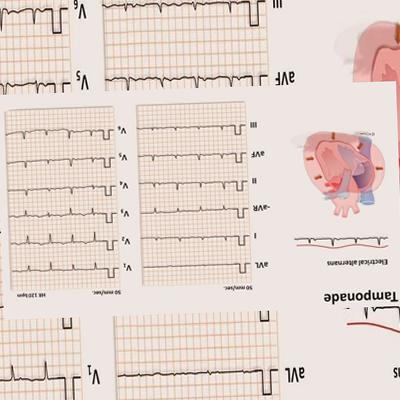 Tamponade
Electrical alternans
50 mm/sec.
aVL
I
-aVR
II
aVF
III
50 mm/sec. HR 120 bpm
V1
V2
V3
V4
V5
V6
aVL
V1
aVF
V5
III
V6